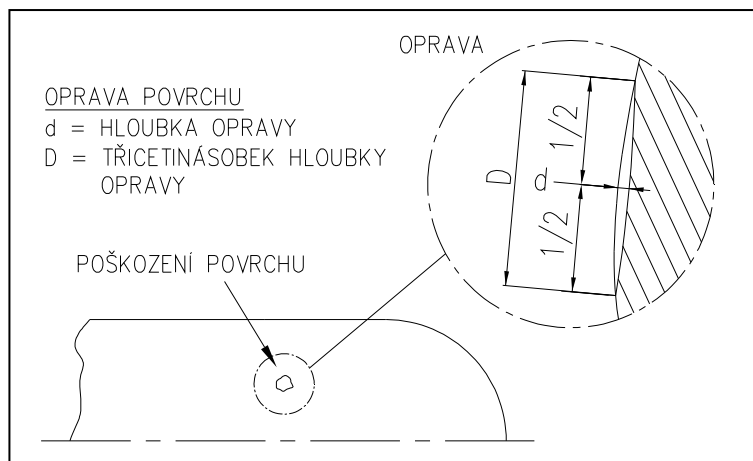 OPRAVA
OPRAVA POVRCHU
d = HLOUBKA OPRAVY
D = TŘICETINÁSOBEK HLOUBKY
OPRAVY
POŠKOZENÍ POVRCHU
D
d
1/2
1/2